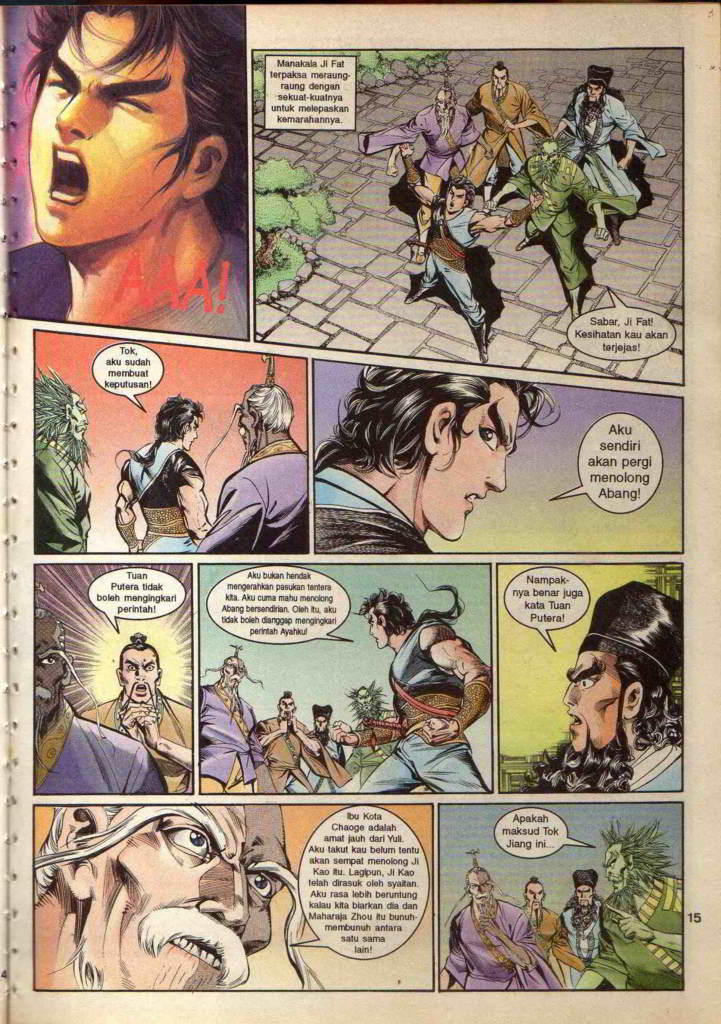 Manakala Ji Fat
terpaksa meraung-
raung dengan
sekuat-kuatnya
untuk melepaskan
kemarahannya.
AAA!
Sabar, Ji Fat!
Kesihatan kau akan
terjejas!
Tok,
aku sudah
membuat
keputusan!
Aku
sendiri
akan pergi
menolong
Abang!
Tuan
Putera tidak
boleh mengingkari
perintah!
Aku bukan hendak
mengerahkan pasukan tentera
kita. Aku cuma mahu menolong
Abang bersendirian. Oleh itu, aku
tidak boleh dianggap mengingkari
perintah Ayahku!
Nampak-
nya benar juga
kata Tuan
Putera!
Ibu Kota
Chaoge adalah
amat jauh dari Yuli.
Aku takut kau belum tentu
akan sempat menolong Ji
Kao itu. Lagipun, Ji Kao
telah dirasuk oleh syaitan.
Aku rasa lebih beruntung
kalau kita biarkan dia dan
Maharaja Zhou itu bunuh-
membunuh antara
satu sama
lain!
Apakah
maksud Tok
Jiang ini...
15